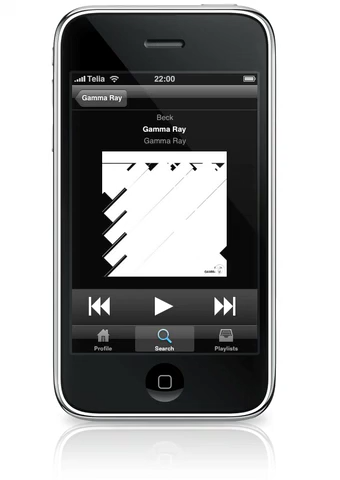 Telia
22:00
Gamma Ray
Beck
Gamma Ray
Gamma Ray
Profile
Search
Playlists